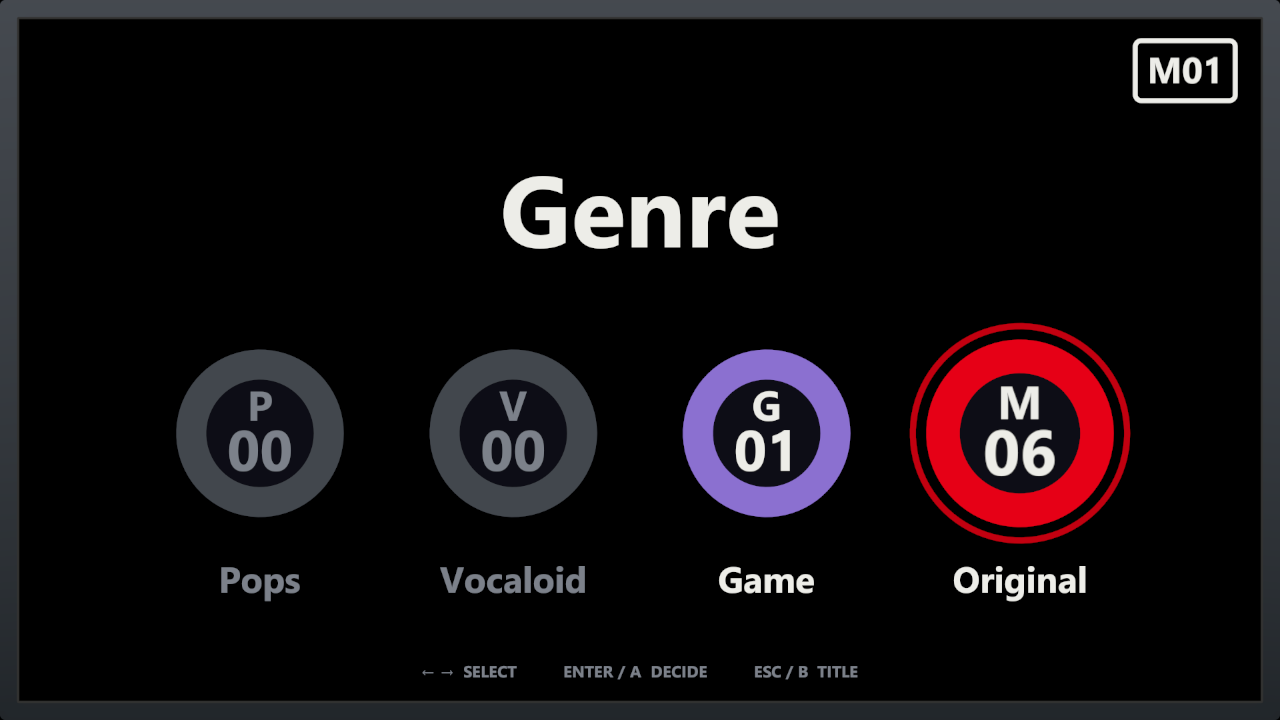 M01
Genre
P
00
V
00
G
01
M
06
Pops
Vocaloid
Game
Original
← → SELECT ENTER / A DECIDE ESC / B TITLE